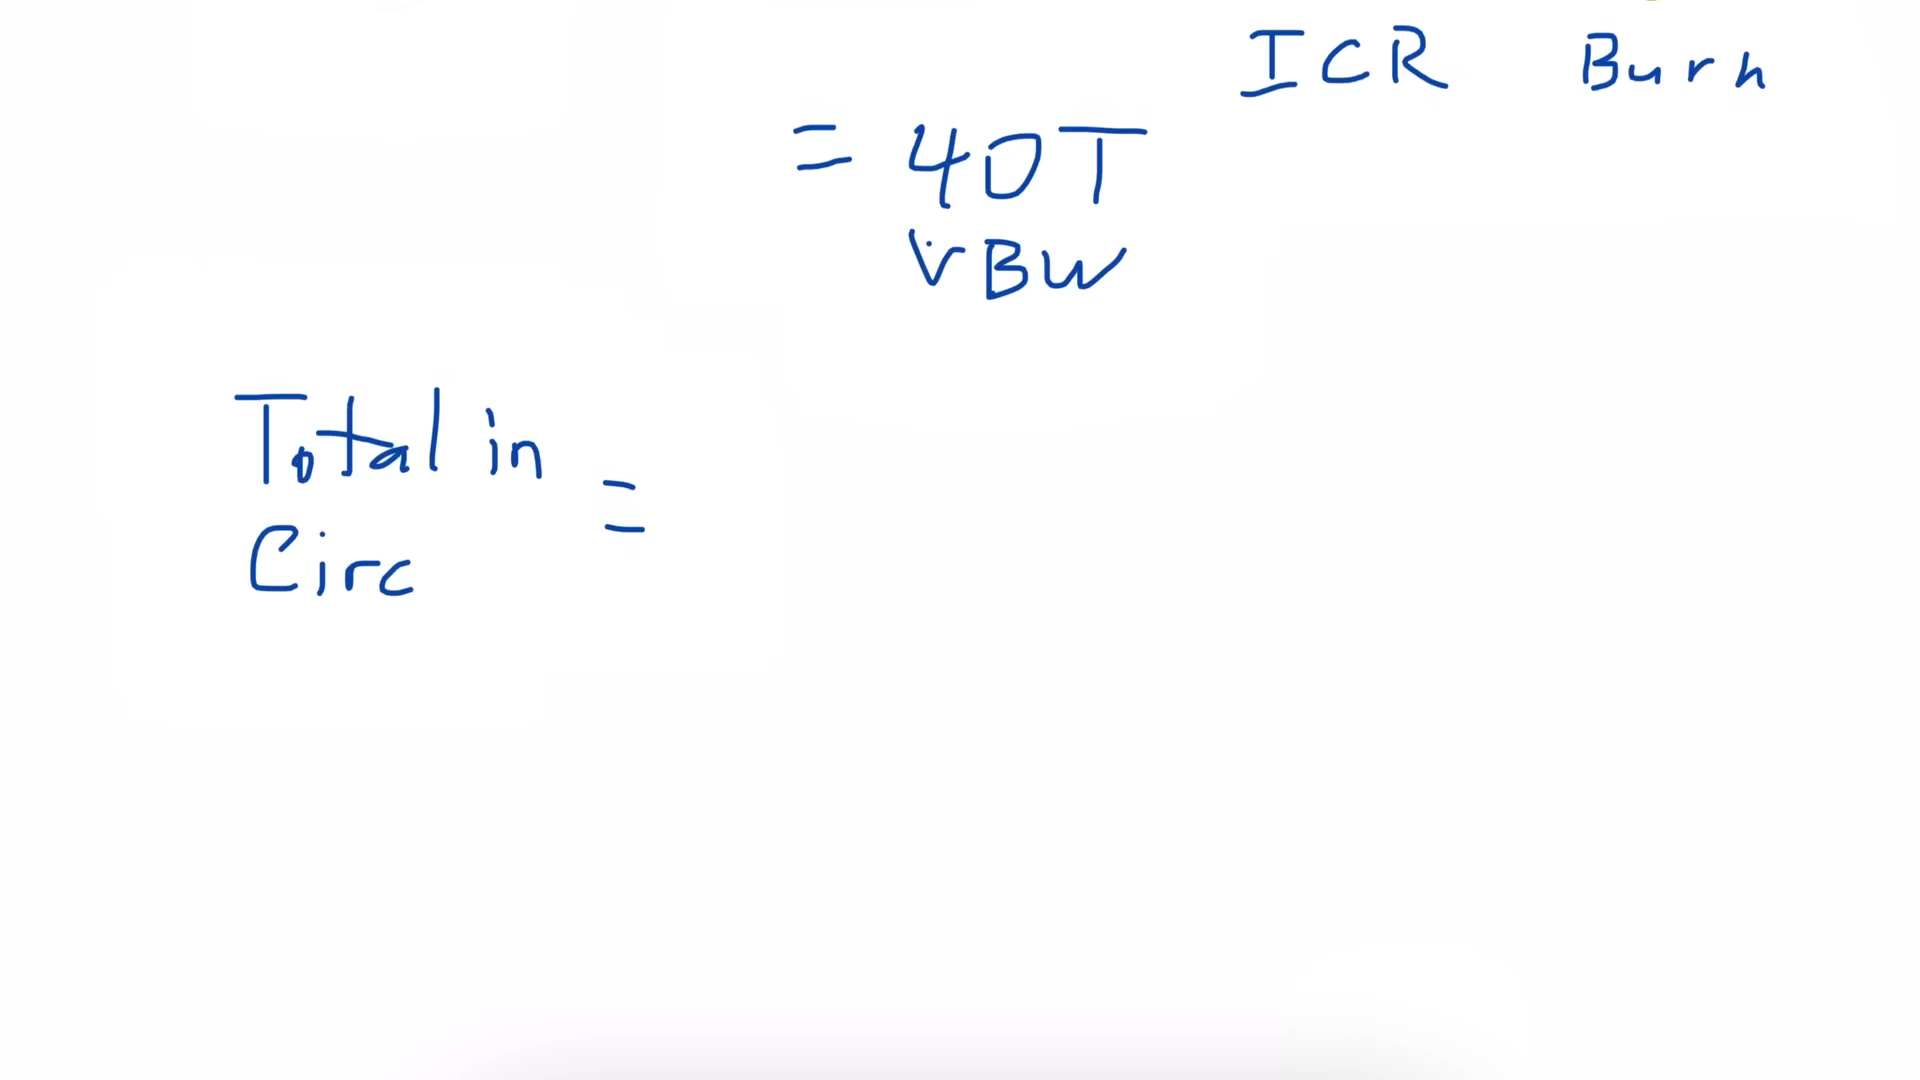 ICR Burn
= 40T
VBW
Total in
=
Circ